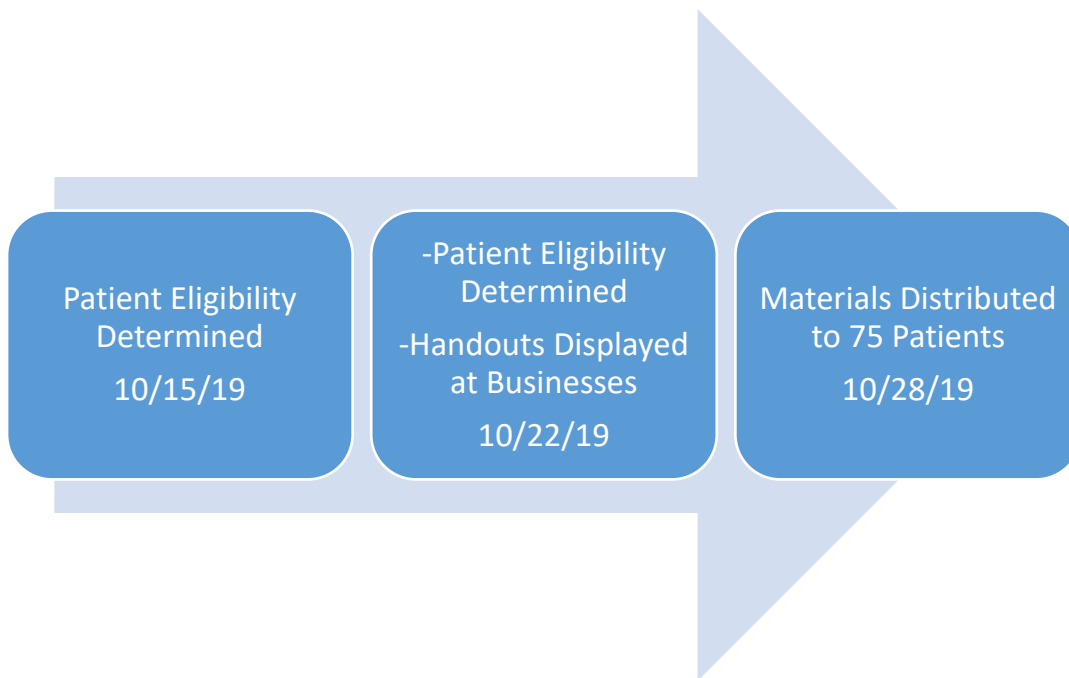 Patient Eligibility
Determined
10/15/19
-Patient Eligibility
Determined
-Handouts Displayed
at Businesses
10/22/19
Materials Distributed
to 75 Patients
10/28/19